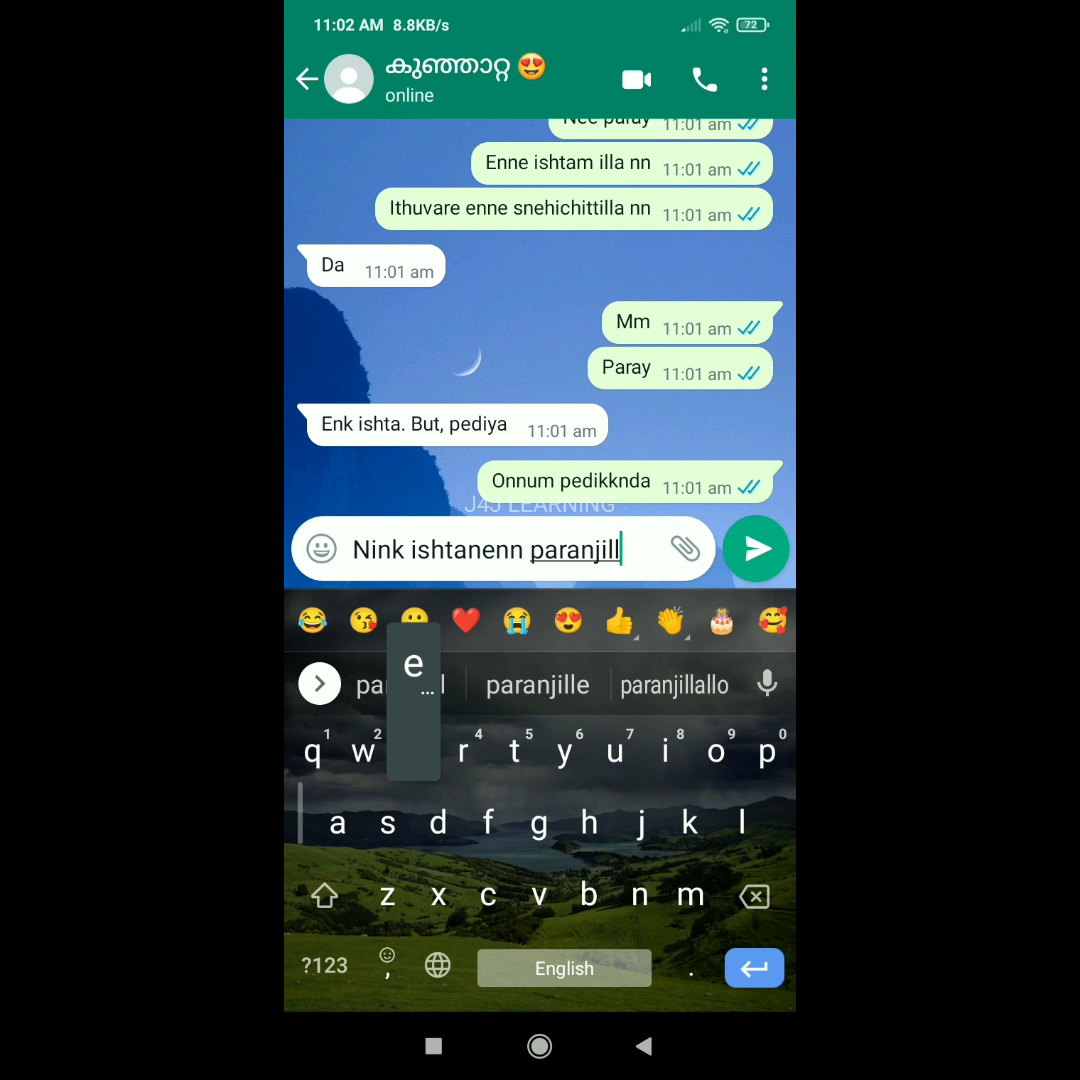 11:02 AM 8.8KB/s 72
കുഞ്ഞാറ്റ 😍
online
Nee paray 11:01 am
Enne ishtam illa nn 11:01 am
Ithuvare enne snehichittilla nn 11:01 am
Da 11:01 am
Mm 11:01 am
Paray 11:01 am
Enk ishta. But, pediya 11:01 am
Onnum pedikknda 11:01 am
J4J LEARNING
Nink ishtanenn paranjill
e
...
paranjille paranjillallo
1 2 4 5 6 7 8 9 0
q w r t y u i o p
a s d f g h j k l
z x c v b n m
?123 , English .